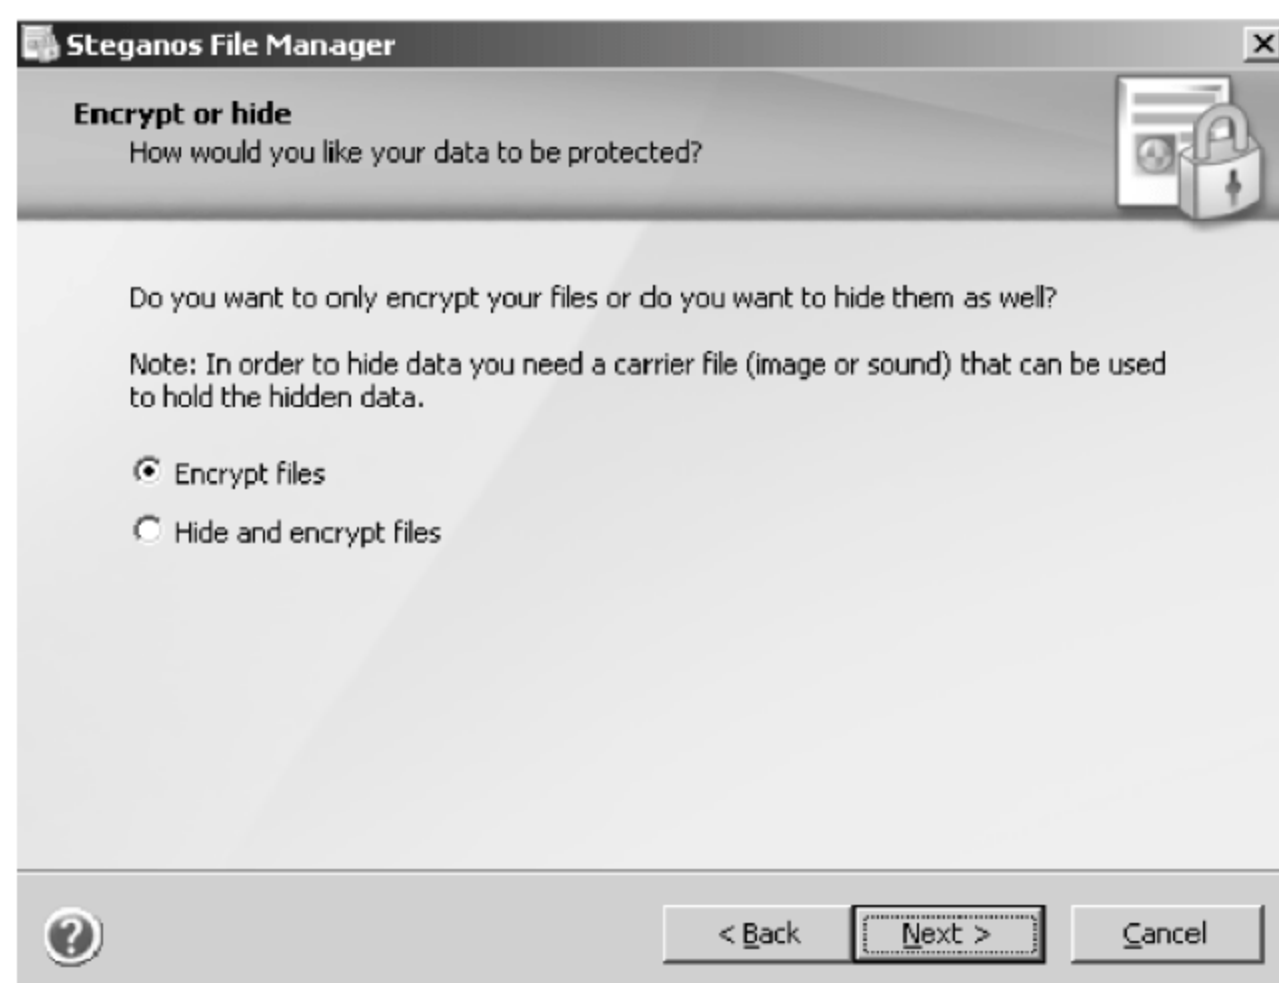 Steganos File Manager
Encrypt or hide
How would you like your data to be protected?
Do you want to only encrypt your files or do you want to hide them as well?
Note: In order to hide data you need a carrier file (image or sound) that can be used
to hold the hidden data.
Encrypt files
Hide and encrypt files
? < Back Next > Cancel